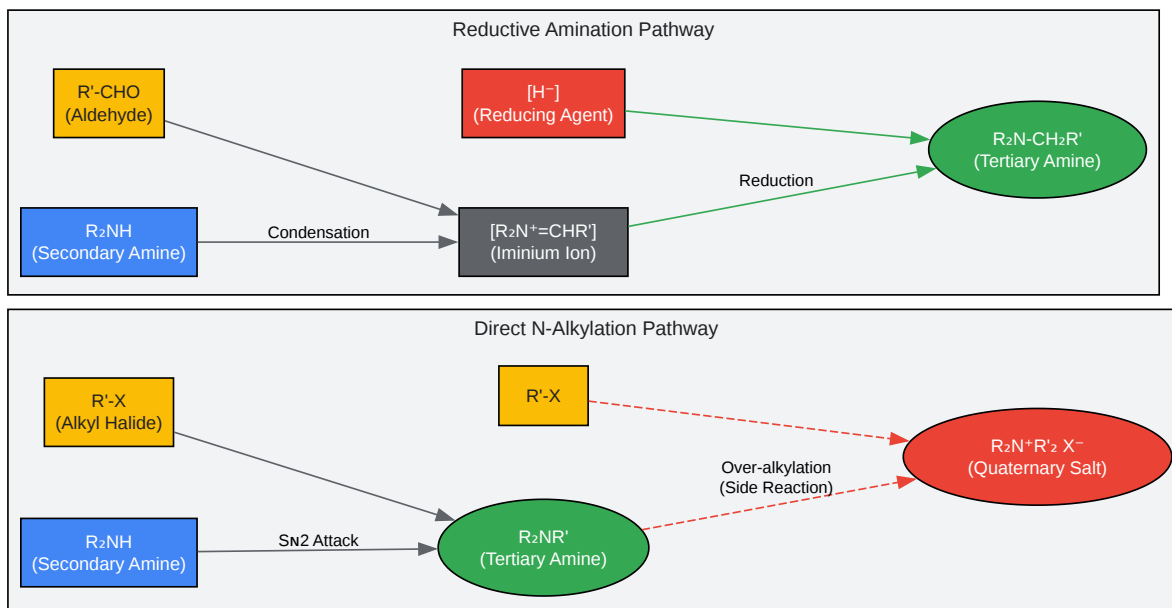 Reductive Amination Pathway
R'-CHO
(Aldehyde)
[H⁻]
(Reducing Agent)
R₂N-CH₂R'
(Tertiary Amine)
Reduction
R₂NH
(Secondary Amine)
Condensation
[R₂N⁺=CHR']
(Iminium Ion)
Direct N-Alkylation Pathway
R'-X
(Alkyl Halide)
R'-X
R₂N⁺R'₂ X⁻
(Quaternary Salt)
Over-alkylation
(Side Reaction)
R₂NH
(Secondary Amine)
Sɴ2 Attack
R₂NR'
(Tertiary Amine)